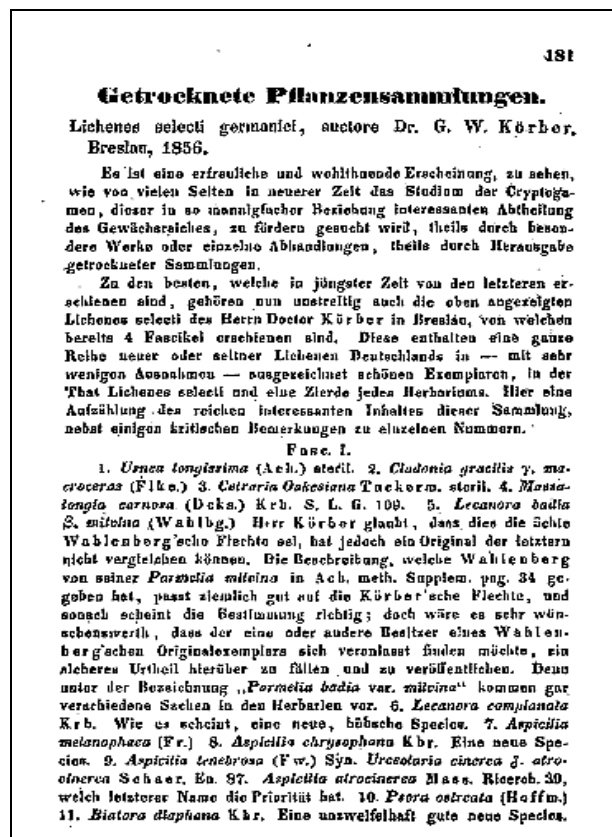 181
Getrocknete Pflanzensammlungen.
Lichenes selecti germanici, auctore Dr. G. W. Körber,
Breslau, 1856.
Es ist eine erfreuliche und wohlthuende Erscheinung, zu sehen,
wie von vielen Seiten in neuerer Zeit das Studium der Cryptoga-
men, dieser in so mannigfacher Beziehung interessanten Abtheilung
des Gewächsreiches, zu fördern gesucht wird, theils durch beson-
dere Werke oder einzelne Abhandlungen, theils durch Herausgabe
getrockneter Sammlungen.
Zu den besten, welche in jüngster Zeit von den letzteren er-
schienen sind, gehören nun unstreitig auch die oben angezeigten
Lichenes selecti des Herrn Doctor Körber in Breslau, von welchen
bereits 4 Fascikel erschienen sind. Diese enthalten eine ganze
Reihe neuer oder seltner Lichenen Deutschlands in — mit sehr
wenigen Ausnahmen — ausgezeichnet schönen Exemplaren, in der
That Lichenes selecti und eine Zierde jedes Herbariums. Hier eine
Aufzählung des reichen interessanten Inhaltes dieser Sammlung,
nebst einigen kritischen Bemerkungen zu einzelnen Nummern.
Fasc. I.
1. Usnea longissima (Ach.) steril. 2. Cladonia gracilis γ. ma-
croceras (Flke.) 3. Cetraria Oakesiana Tuckerm. steril. 4. Massa-
longia carnosa (Dcks.) Krb. S. L. G. 109. 5. Lecanora badia
β. milvina (Wahlbg.) Herr Körber glaubt, dass dies die ächte
Wahlenberg'sche Flechte sei, hat jedoch ein Original der letztern
nicht vergleichen können. Die Beschreibung, welche Wahlenberg
von seiner Parmelia milvina in Ach. meth. Supplem. pag. 34 ge-
geben hat, passt ziemlich gut auf die Körber'sche Flechte, und
sonach scheint die Bestimmung richtig; doch wäre es sehr wün-
schenswerth, dass der eine oder andere Besitzer eines Wahlen-
berg'schen Originalexemplars sich veranlasst finden möchte, ein
sicheres Urtheil hierüber zu fällen und zu veröffentlichen. Denn
unter der Bezeichnung „Parmelia badia var. milvina" kommen gar
verschiedene Sachen in den Herbarien vor. 6. Lecanora complanata
Krb. Wie es scheint, eine neue, hübsche Species. 7. Aspicilia
melanophaea (Fr.) 8. Aspicilia chrysophana Kbr. Eine neue Spe-
cies. 9. Aspicilia tenebrosa (Fw.) Syn. Urceolaria cinerea β. atro-
cinerea Schaer. En. 87. Aspicilia atrocinerea Mass. Ricerch. 39,
welch letzterer Name die Priorität hat. 10. Psora ostreata (Hoffm.)
11. Biatora diaphana Kbr. Eine unzweifelhaft gute neue Species.